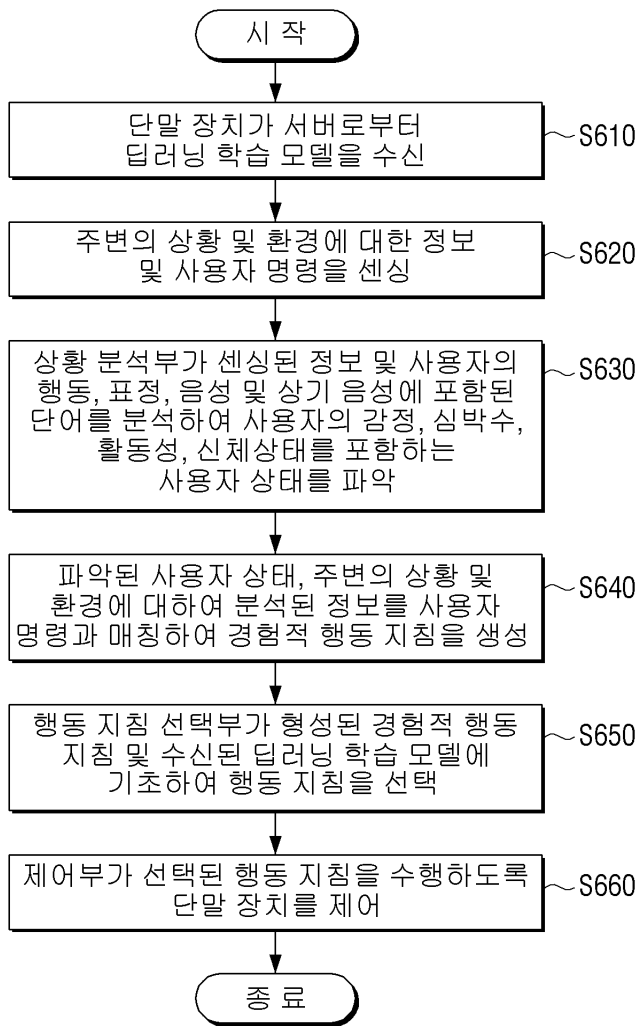 시 작
단말 장치가 서버로부터
딥러닝 학습 모델을 수신
S610
주변의 상황 및 환경에 대한 정보
및 사용자 명령을 센싱
S620
상황 분석부가 센싱된 정보 및 사용자의
행동, 표정, 음성 및 상기 음성에 포함된
단어를 분석하여 사용자의 감정, 심박수,
활동성, 신체상태를 포함하는
사용자 상태를 파악
S630
파악된 사용자 상태, 주변의 상황 및
환경에 대하여 분석된 정보를 사용자
명령과 매칭하여 경험적 행동 지침을 생성
S640
행동 지침 선택부가 형성된 경험적 행동
지침 및 수신된 딥러닝 학습 모델에
기초하여 행동 지침을 선택
S650
제어부가 선택된 행동 지침을 수행하도록
단말 장치를 제어
S660
종 료